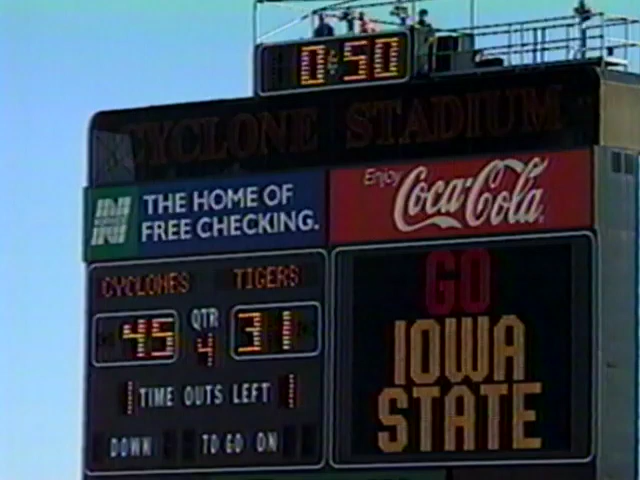 0:50
CYCLONE STADIUM
THE HOME OF
FREE CHECKING.
Enjoy
Coca-Cola
CYCLONES TIGERS
45 QTR 31
4
1 TIME OUTS LEFT 1
DOWN TO GO ON
GO
IOWA
STATE